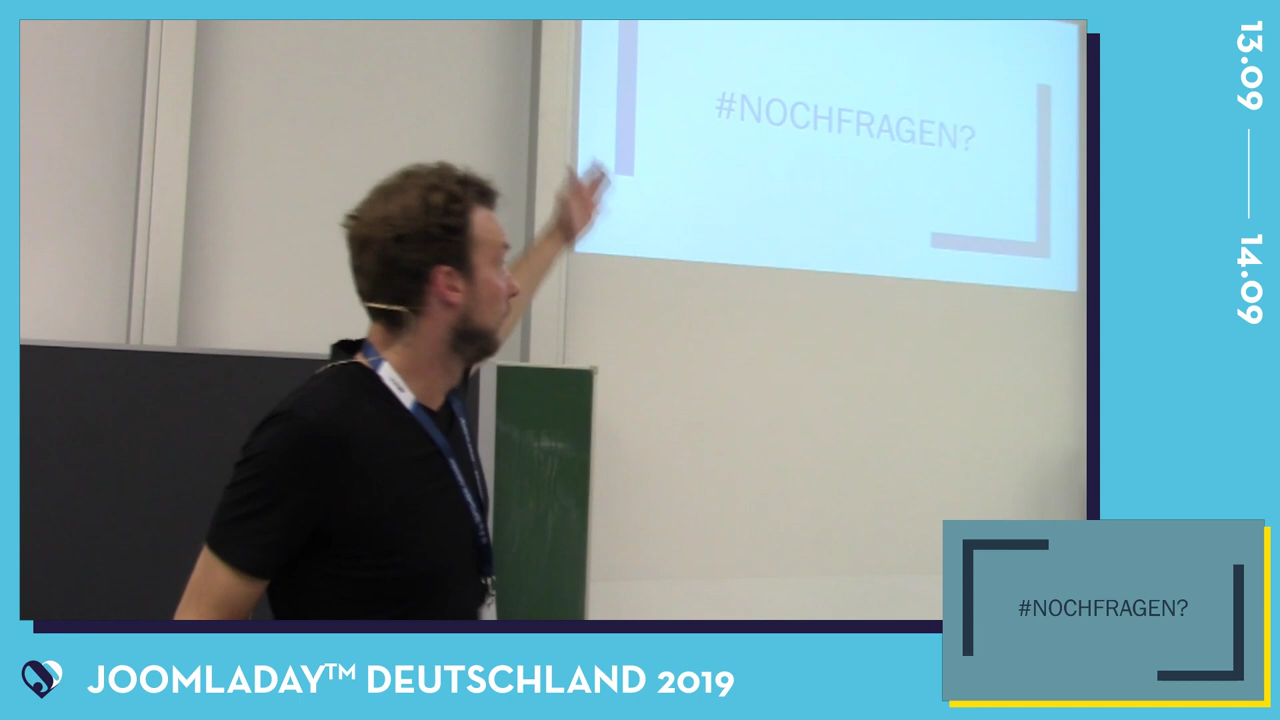 #NOCHFRAGEN?
13.09
14.09
#NOCHFRAGEN?
JOOMLADAY™ DEUTSCHLAND 2019